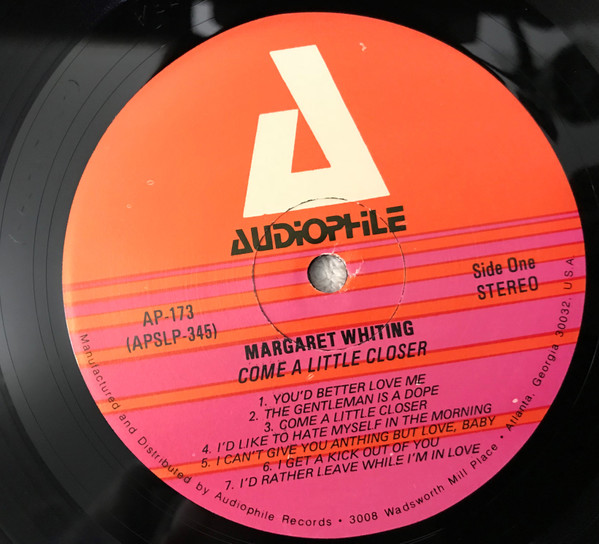 AUDIOPHILE
Side One
STEREO
AP-173
(APSLP-345)
MARGARET WHITING
COME A LITTLE CLOSER
1. YOU'D BETTER LOVE ME
2. THE GENTLEMAN IS A DOPE
3. COME A LITTLE CLOSER
4. I'D LIKE TO HATE MYSELF IN THE MORNING
5. I CAN'T GIVE YOU ANYTHING BUT LOVE, BABY
6. I GET A KICK OUT OF YOU
7. I'D RATHER LEAVE WHILE I'M IN LOVE
Manufactured and Distributed by Audiophile Records • 3008 Wadsworth Mill Place • Atlanta, Georgia 30032, U.S.A.